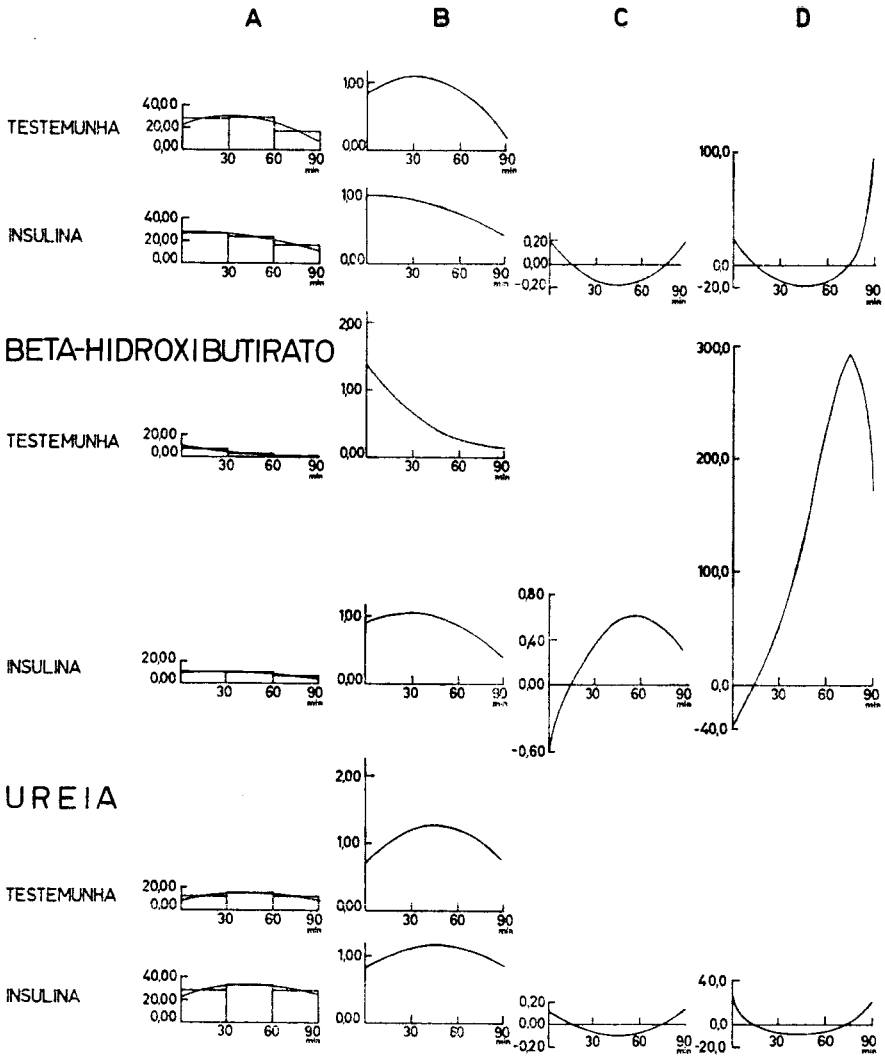 A B C D
TESTEMUNHA
40,00 20,00 0,00 30 60 90 min
1,00 0,00 30 60 90 min
INSULINA
40,00 20,00 0,00 30 60 90 min
1,00 0,00 30 60 90 min
0,20 0,00 -0,20 30 60 90 min
100,0 0,0 -20,0 30 60 90 min
BETA-HIDROXIBUTIRATO
TESTEMUNHA
20,00 0,00 30 60 90 min
2,00 1,00 0,00 30 60 90 min
INSULINA
20,00 0,00 30 60 90 min
1,00 0,00 30 60 90 min
0,80 0,40 0,00 -0,60 30 60 90 min
300,0 200,0 100,0 0,0 -40,0 30 60 90 min
UREIA
TESTEMUNHA
20,00 0,00 30 60 90 min
2,00 1,00 0,00 30 60 90 min
INSULINA
40,00 20,00 0,00 30 60 90 min
1,00 0,00 30 60 90 min
0,20 0,00 -0,20 30 60 90 min
40,0 0,0 -20,0 30 60 90 min